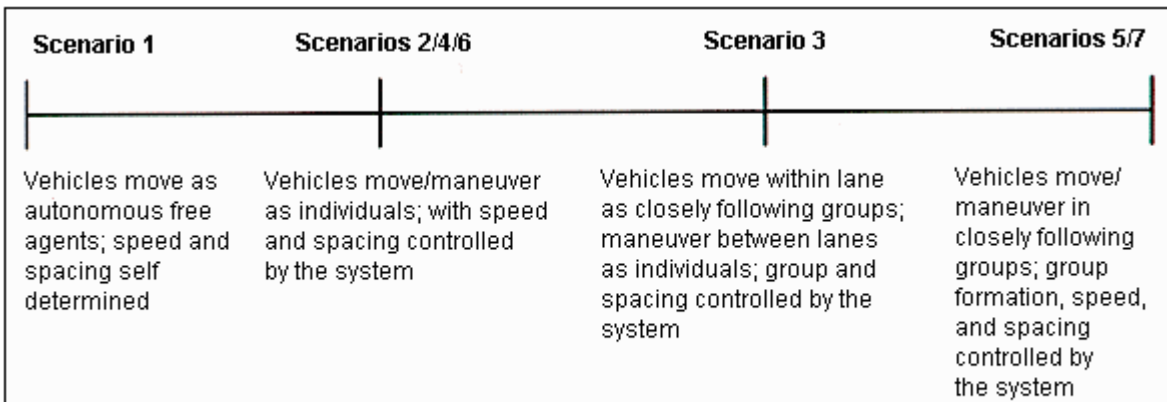 Scenario 1
Scenarios 2/4/6
Scenario 3
Scenarios 5/7
Vehicles move as
autonomous free
agents; speed and
spacing self
determined
Vehicles move/maneuver
as individuals; with speed
and spacing controlled
by the system
Vehicles move within lane
as closely following groups;
maneuver between lanes
as individuals; group and
spacing controlled by the
system
Vehicles move/
maneuver in
closely following
groups; group
formation, speed,
and spacing
controlled by
the system